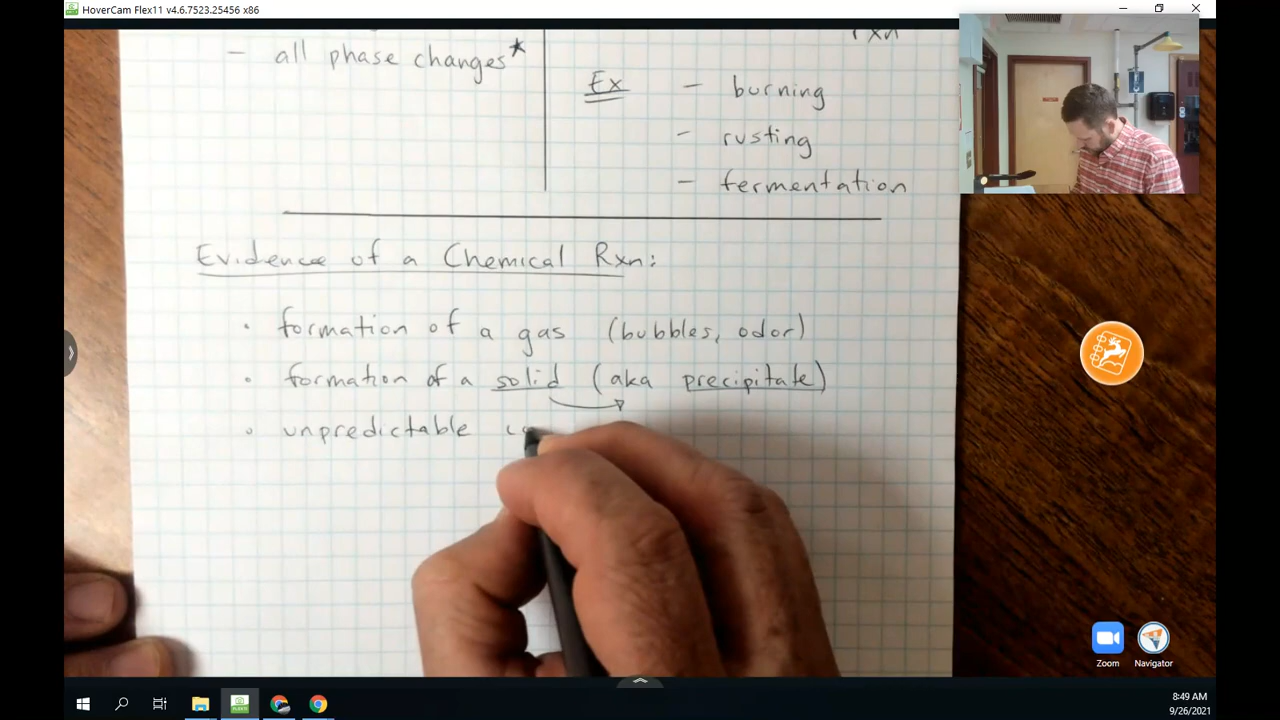 HoverCam Flex11 v4.6.7523.25456 x86
rxn
- all phase changes*
Ex - burning
- rusting
- fermentation
Evidence of a Chemical Rxn:
• formation of a gas (bubbles, odor)
• formation of a solid (aka precipitate)
• unpredictable
Zoom
Navigator
8:49 AM
9/26/2021